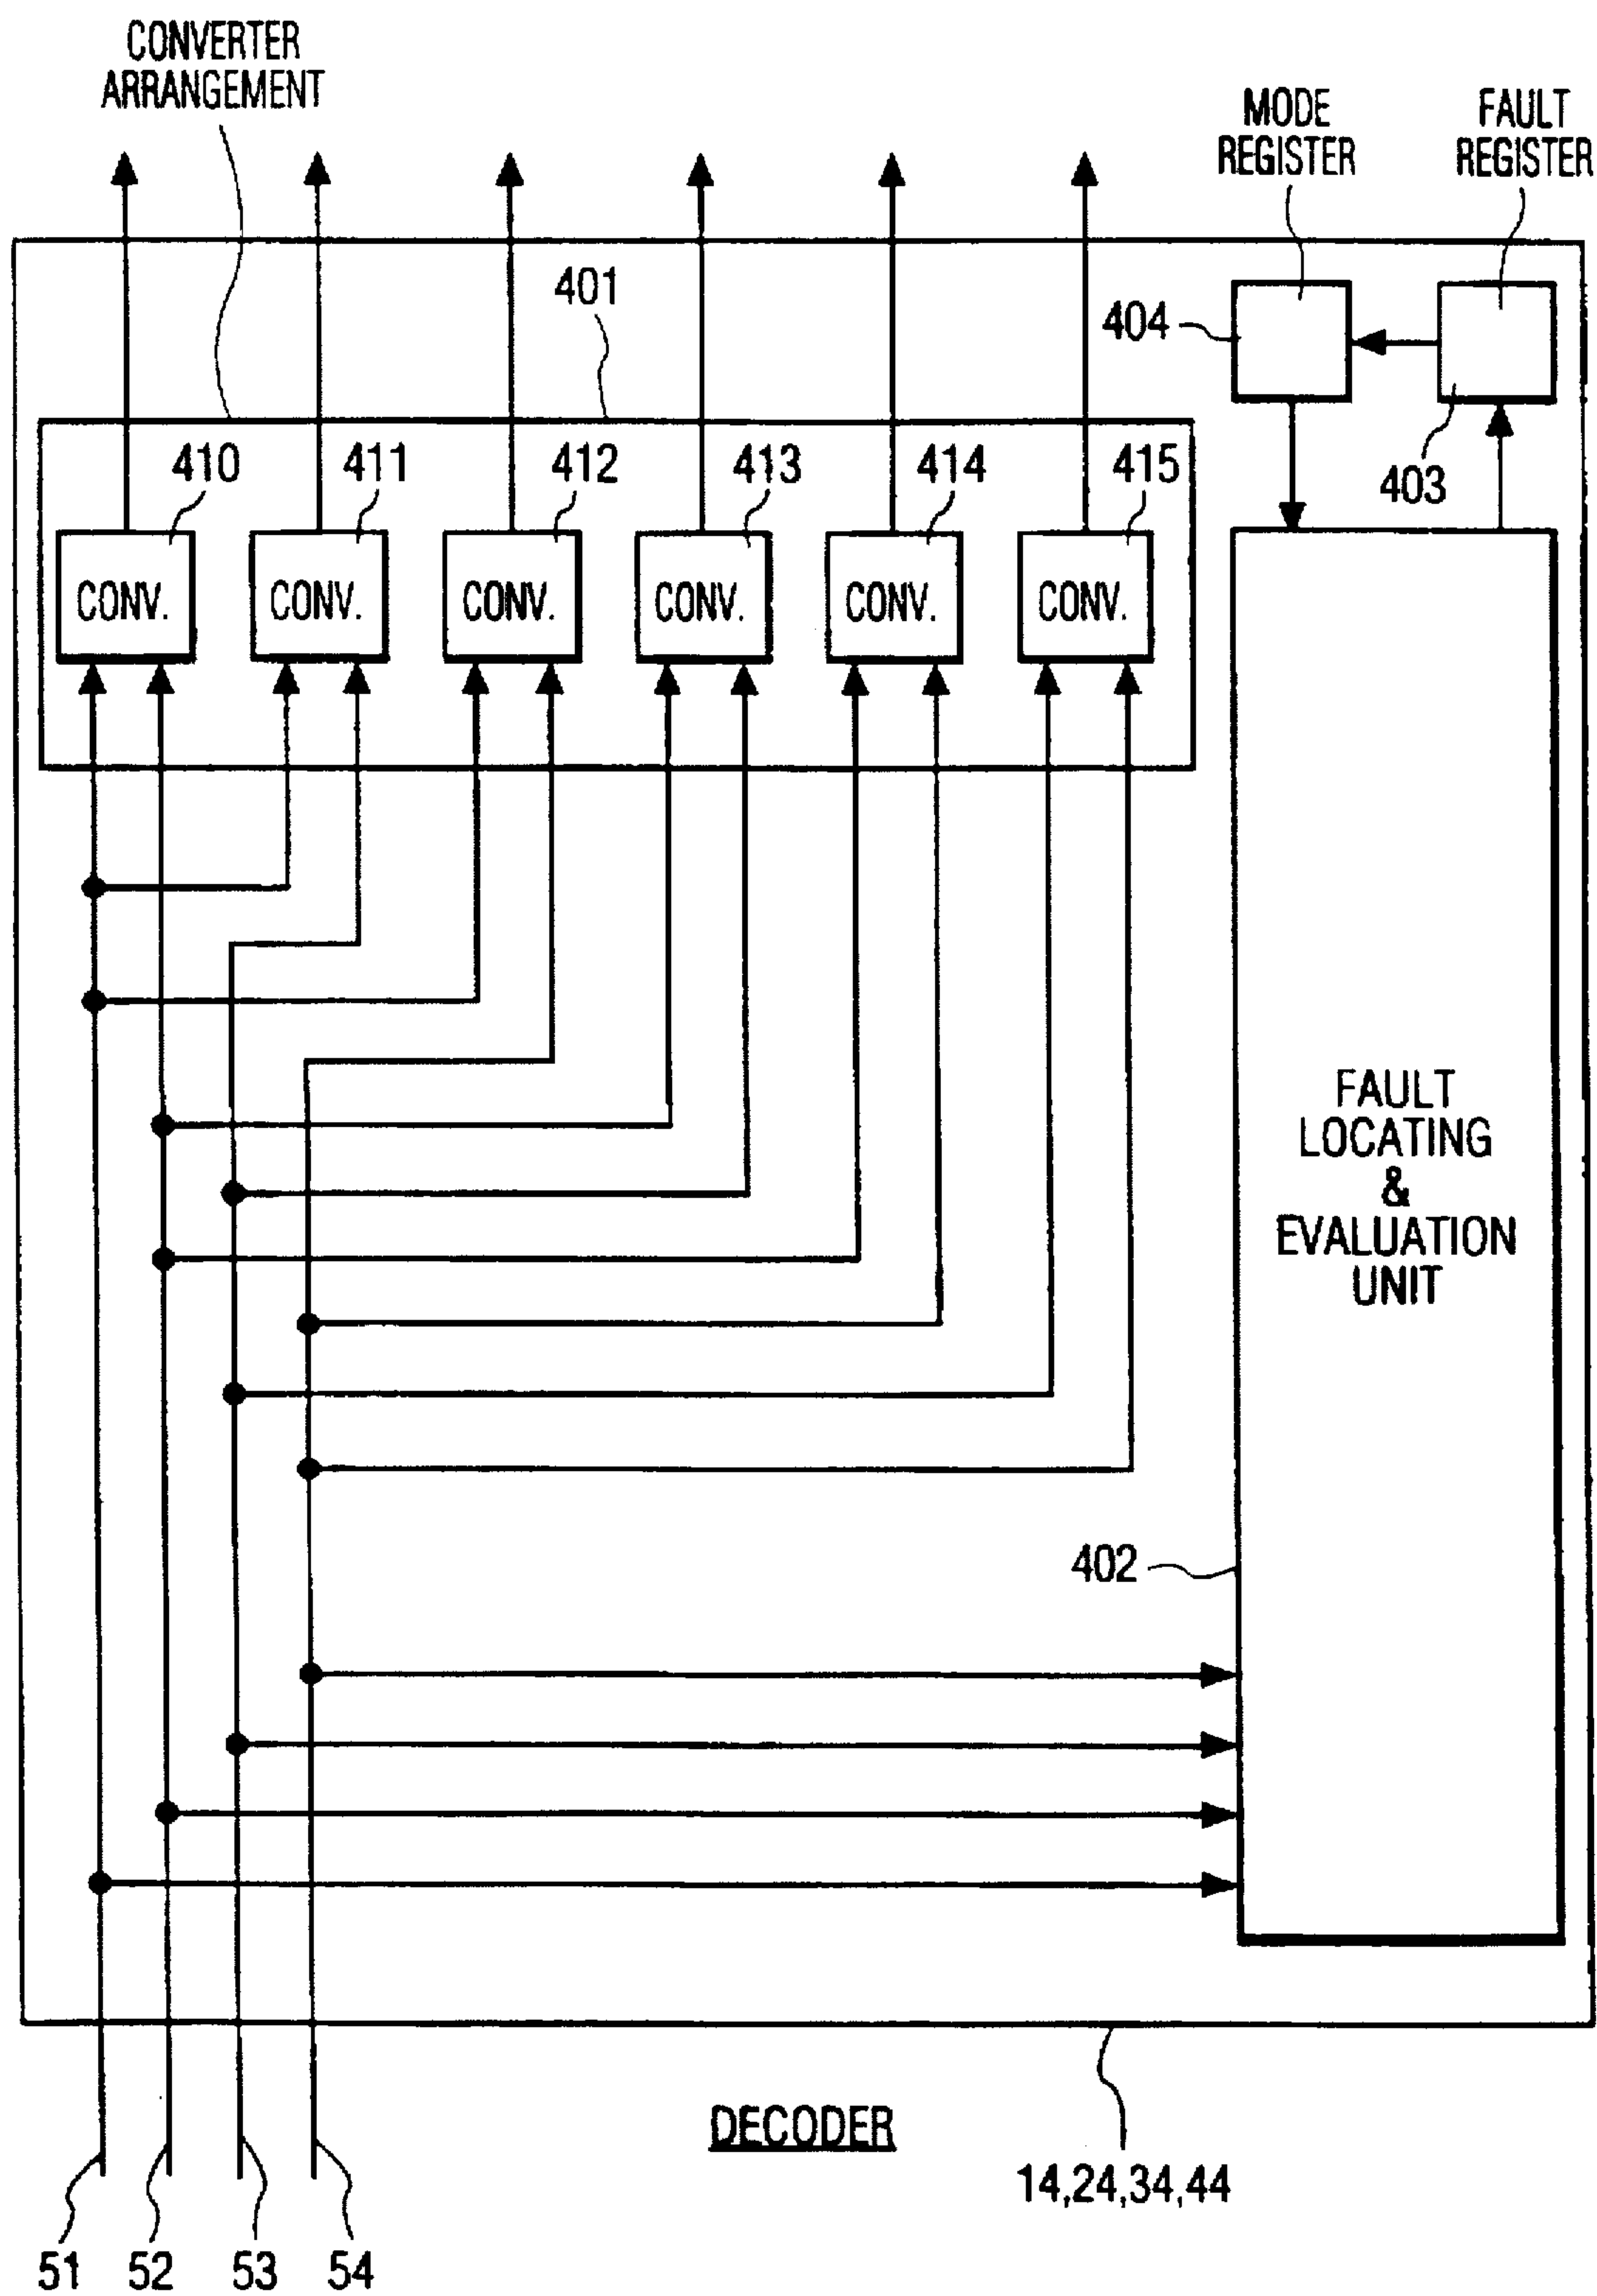 CONVERTER
ARRANGEMENT
MODE
REGISTER
FAULT
REGISTER
401
404
403
410
411
412
413
414
415
CONV.
CONV.
CONV.
CONV.
CONV.
CONV.
FAULT
LOCATING
&
EVALUATION
UNIT
402
DECODER
14,24,34,44
51
52
53
54